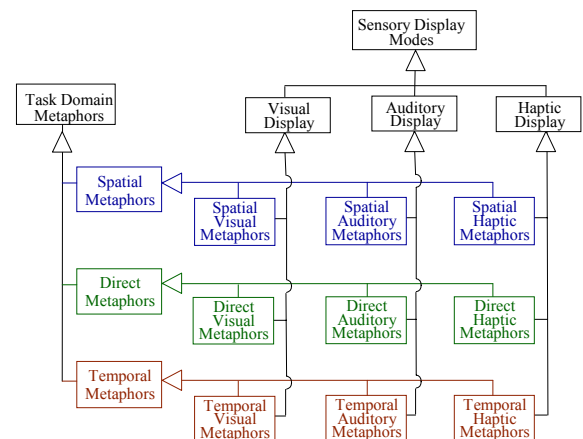 Sensory Display
Modes
Task Domain
Metaphors
Visual
Display
Auditory
Display
Haptic
Display
Spatial
Metaphors
Spatial
Visual
Metaphors
Spatial
Auditory
Metaphors
Spatial
Haptic
Metaphors
Direct
Metaphors
Direct
Visual
Metaphors
Direct
Auditory
Metaphors
Direct
Haptic
Metaphors
Temporal
Metaphors
Temporal
Visual
Metaphors
Temporal
Auditory
Metaphors
Temporal
Haptic
Metaphors